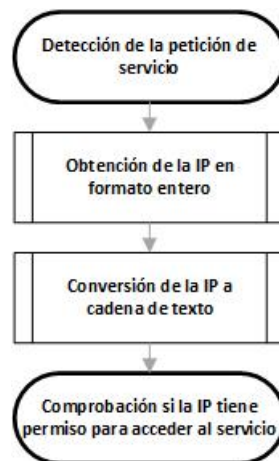 Detección de la petición de
servicio
Obtención de la IP en
formato entero
Conversión de la IP a
cadena de texto
Comprobación si la IP tiene
permiso para acceder al servicio